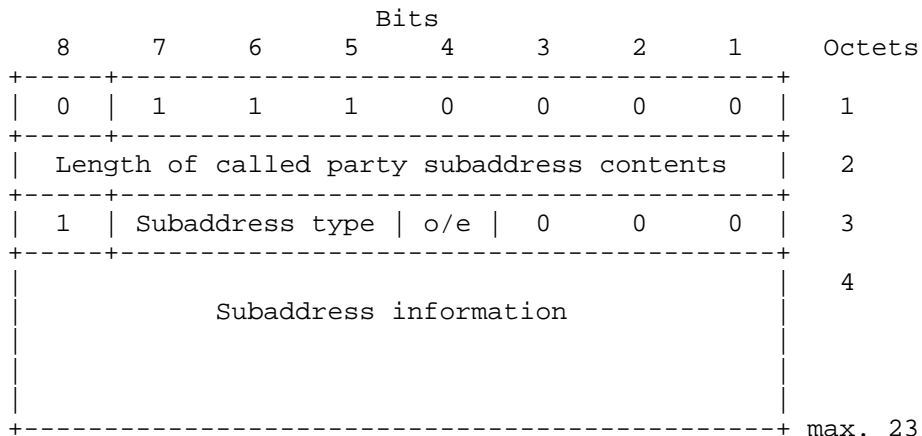 Bits
8 7 6 5 4 3 2 1 Octets
+-----+-----------------------------------------+
| 0 | 1 1 1 0 0 0 0 | 1
+-----+-----------------------------------------+
| Length of called party subaddress contents | 2
+-----+-----------------------------------------+
| 1 | Subaddress type | o/e | 0 0 0 | 3
+-----+-----------------------------------------+
| | 4
| Subaddress information |
| |
| |
| |
+-----------------------------------------------+ max. 23